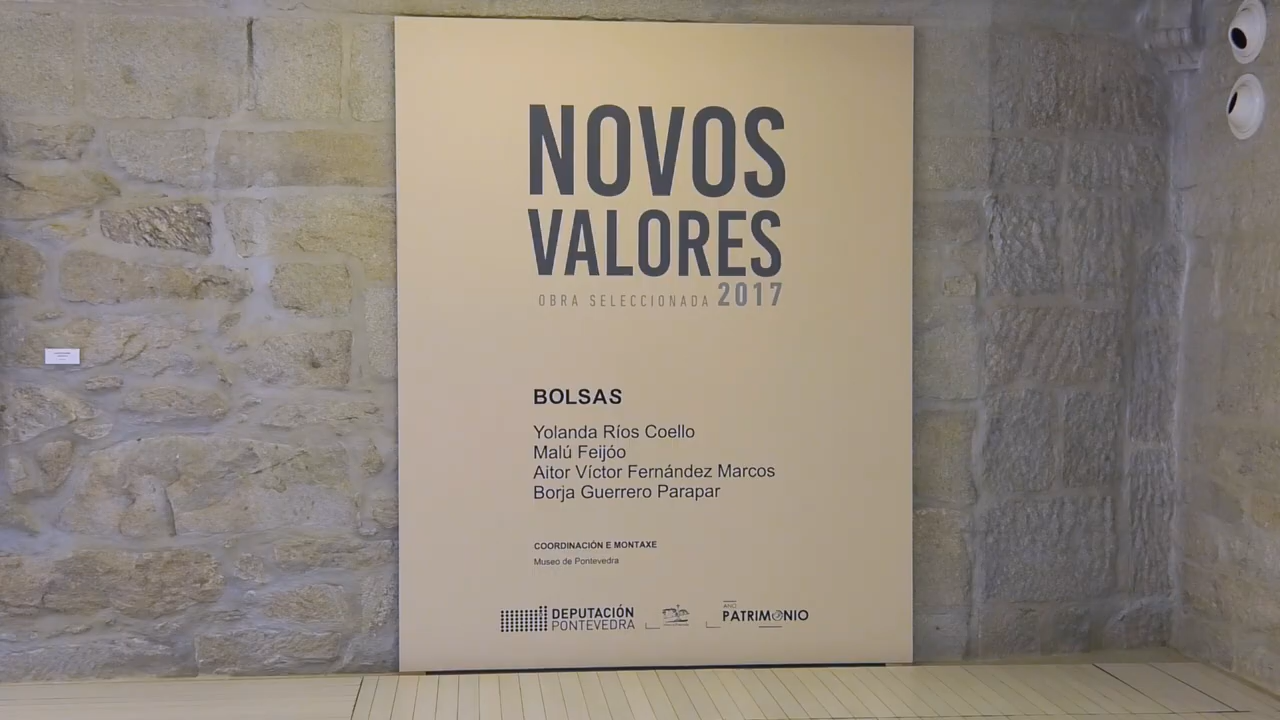 NOVOS
VALORES
OBRA SELECCIONADA 2017
BOLSAS
Yolanda Ríos Coello
Malú Feijóo
Aitor Víctor Fernández Marcos
Borja Guerrero Parapar
COORDINACIÓN E MONTAXE
Museo de Pontevedra
DEPUTACIÓN
PONTEVEDRA
ANO
PATRIMONIO